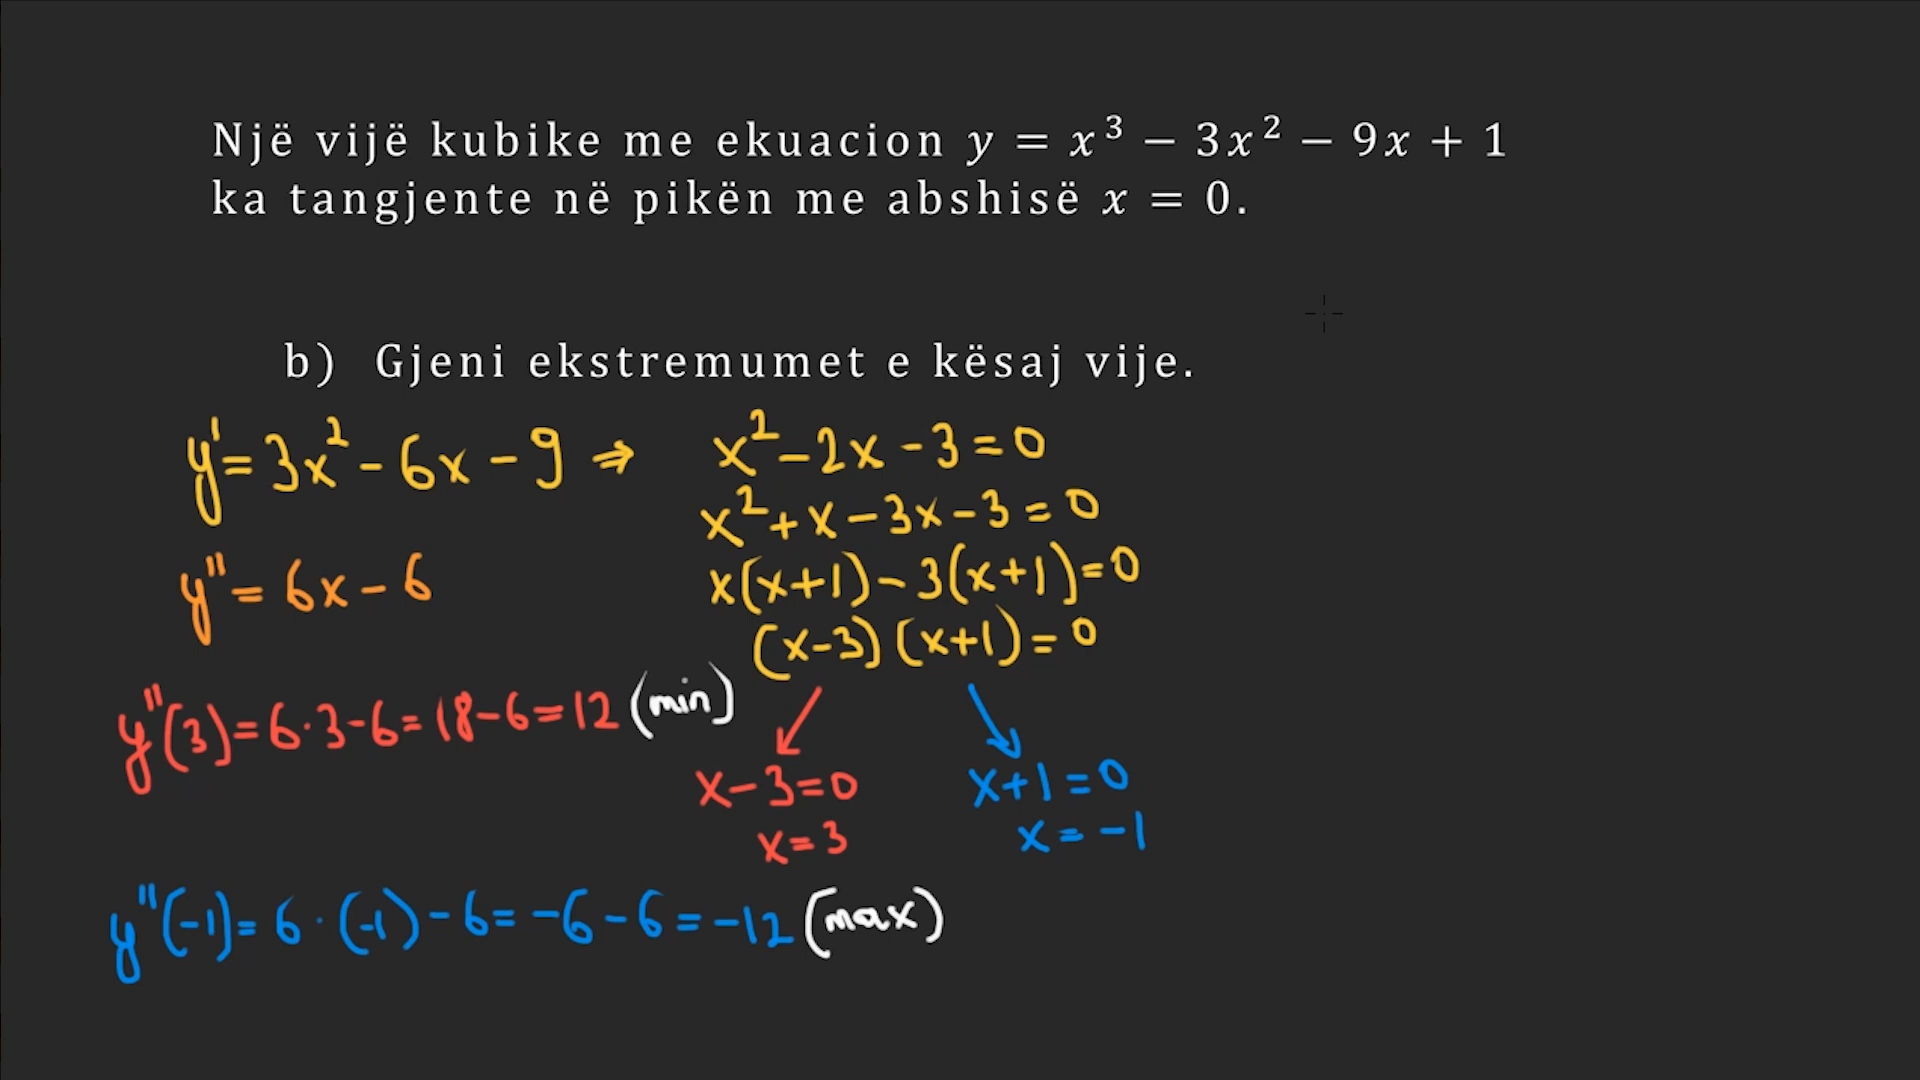 Një vijë kubike me ekuacion y = x³ − 3x² − 9x + 1
ka tangjente në pikën me abshisë x = 0.
b) Gjeni ekstremumet e kësaj vije.
y' = 3x² − 6x − 9 ⇒
x² − 2x − 3 = 0
x² + x − 3x − 3 = 0
y'' = 6x − 6
x(x+1) − 3(x+1) = 0
(x−3)(x+1) = 0
y''(3) = 6·3−6 = 18−6 = 12 (min)
x − 3 = 0
x = 3
x + 1 = 0
x = −1
y''(−1) = 6·(−1) − 6 = −6 − 6 = −12 (max)